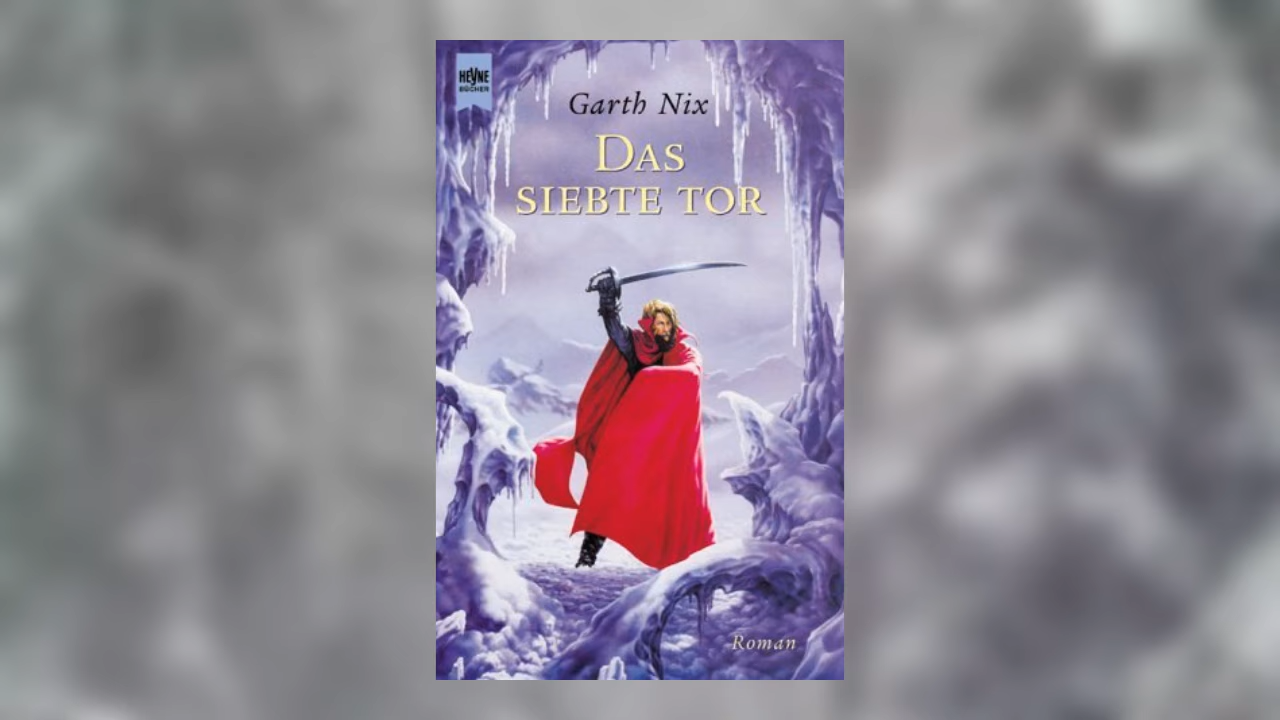 HEYNE
BÜCHER
Garth Nix
DAS
SIEBTE TOR
Roman